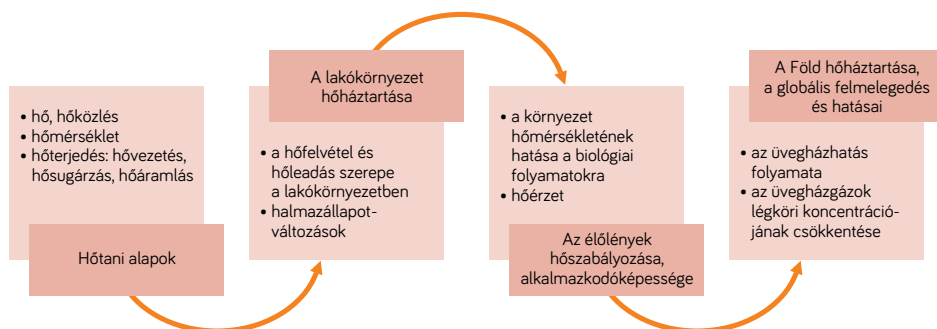 • hő, hőközlés
• hőmérséklet
• hőterjedés: hővezetés,
hősugárzás, hőáramlás
Hőtani alapok
A lakókörnyezet
hőháztartása
• a hőfelvétel és
hőleadás szerepe
a lakókörnyezetben
• halmazállapot-
változások
• a környezet
hőmérsékletének
hatása a biológiai
folyamatokra
• hőérzet
Az élőlények
hőszabályozása,
alkalmazkodóképessége
A Föld hőháztartása,
a globális felmelegedés
és hatásai
• az üvegházhatás
folyamata
• az üvegházgázok
légköri koncentráció-
jának csökkentése